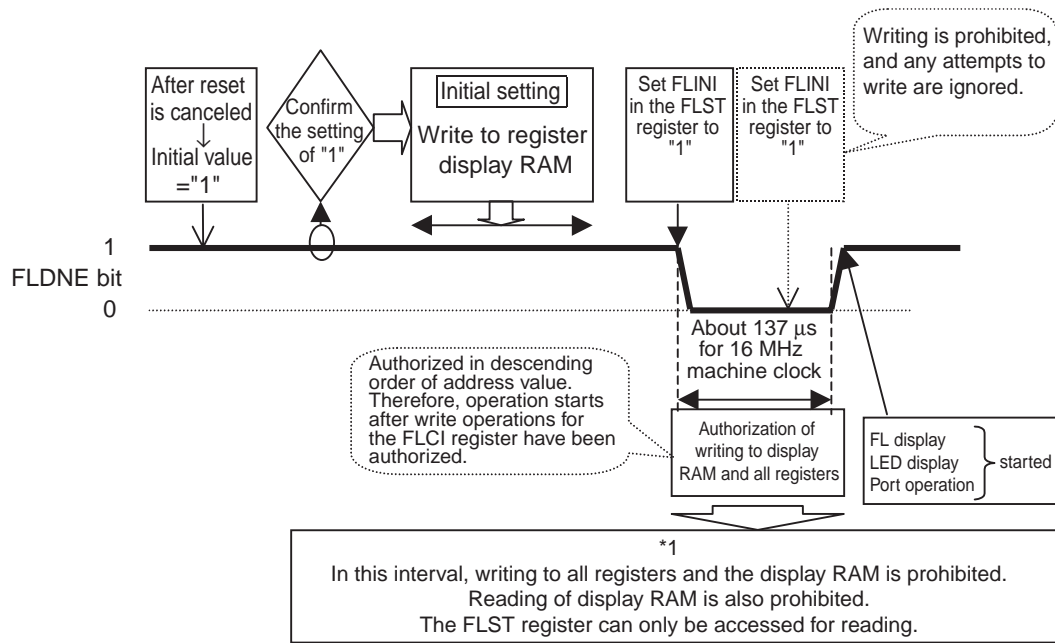 After reset
is canceled
↓
Initial value
="1"
Confirm
the setting
of "1"
Initial setting
Write to register
display RAM
Set FLINI
in the FLST
register to
"1"
Set FLINI
in the FLST
register to
"1"
Writing is prohibited,
and any attempts to
write are ignored.
1
FLDNE bit
0
About 137 µs
for 16 MHz
machine clock
Authorized in descending
order of address value.
Therefore, operation starts
after write operations for
the FLCI register have been
authorized.
Authorization of
writing to display
RAM and all registers
FL display
LED display
Port operation
started
*1
In this interval, writing to all registers and the display RAM is prohibited.
Reading of display RAM is also prohibited.
The FLST register can only be accessed for reading.